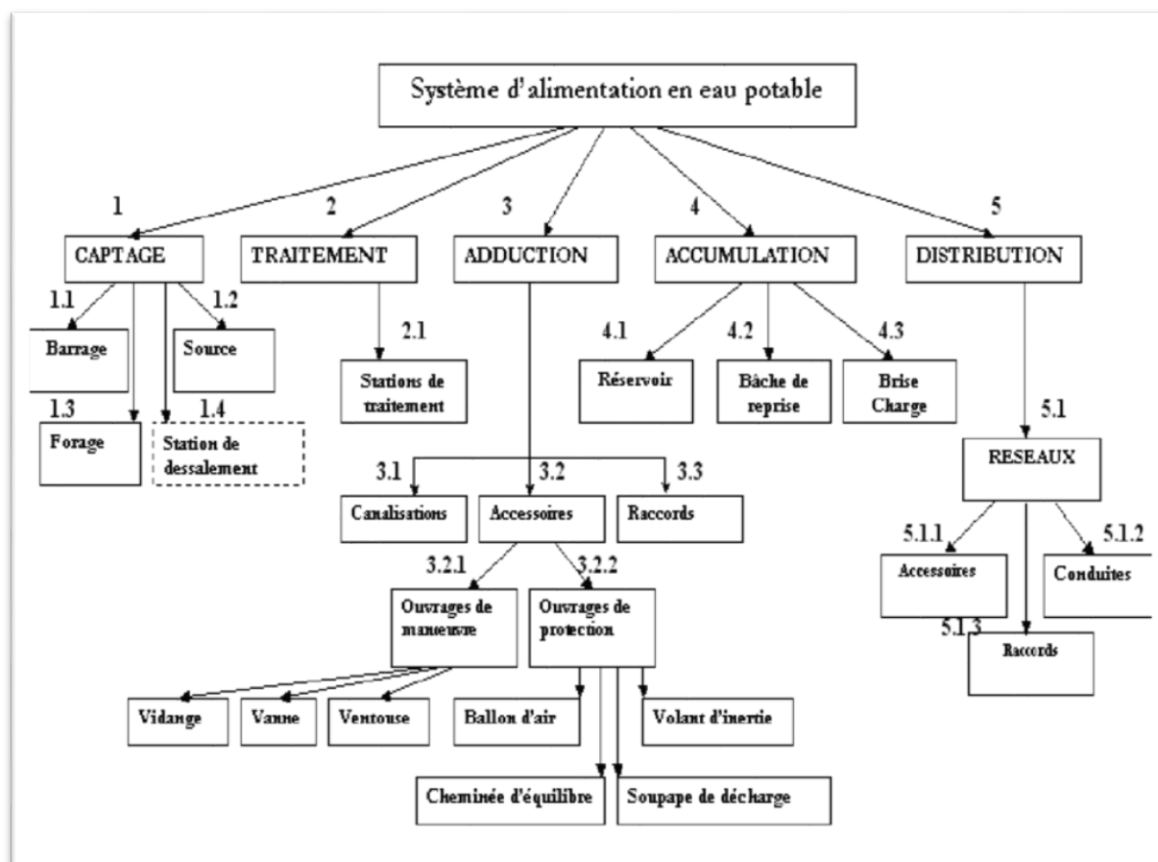 Système d'alimentation en eau potable
1 2 3 4 5
CAPTAGE TRAITEMENT ADDUCTION ACCUMULATION DISTRIBUTION
1.1 1.2
Barrage Source
1.3 1.4
Forage Station de
dessalement
2.1
Stations de
traitement
4.1 4.2 4.3
Réservoir
Bâche de
reprise
Brise
Charge
5.1
RESEAUX
3.1 3.2 3.3
Canalisations Accessoires Raccords
5.1.1 5.1.2
Accessoires Conduites
5.1.3
Raccords
3.2.1 3.2.2
Ouvrages de
manœuvre
Ouvrages de
protection
Vidange Vanne Ventouse Ballon d'air Volant d'inertie
Cheminée d'équilibre Soupape de décharge